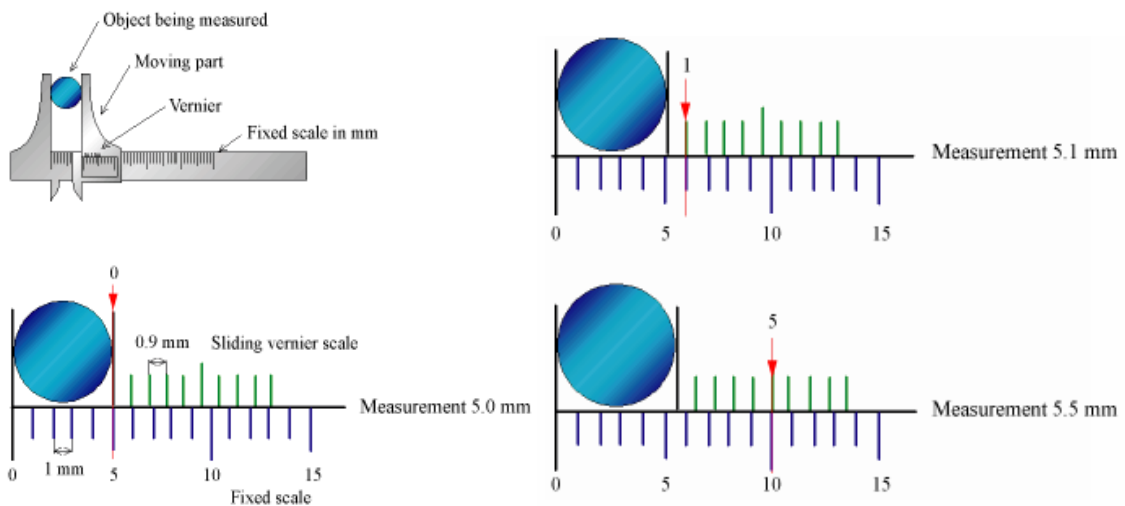 Object being measured
Moving part
Vernier
Fixed scale in mm
1
Measurement 5.1 mm
0 5 10 15
0
0.9 mm Sliding vernier scale
Measurement 5.0 mm
1 mm
0 5 10 15
Fixed scale
5
Measurement 5.5 mm
0 5 10 15